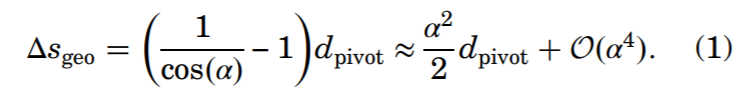 Δs_geo = (1/cos(α) − 1) d_pivot ≈ α²/2 d_pivot + 𝒪(α⁴). (1)